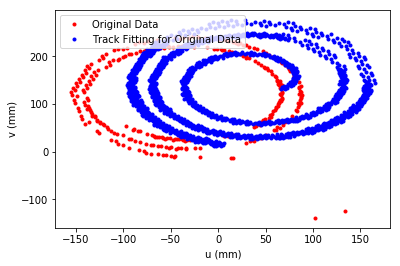 Original Data
Track Fitting for Original Data
200
100
0
−100
v (mm)
−150
−100
−50
0
50
100
150
u (mm)